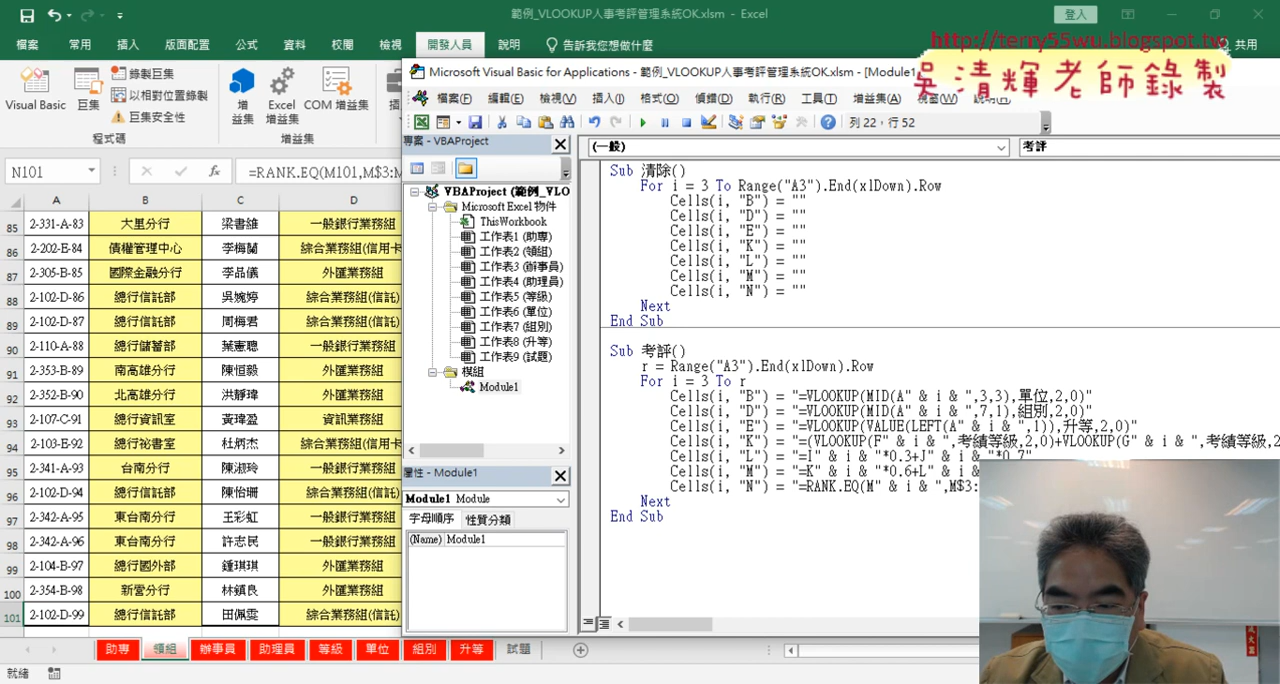 範例_VLOOKUP人事考評管理系統OK.xlsm - Excel
登入
檔案 常用 插入 版面配置 公式 資料 校閱 檢視 開發人員 說明 告訴我您想做什麼 共用
http://terry55wu.blogspot.tw
吳清輝老師錄製
Visual Basic
巨集
錄製巨集
以相對位置錄製
巨集安全性
程式碼
增益集
Excel 增益集
COM 增益集
增益集
N101
=RANK.EQ(M101,M$3:
A B C D
85 2-331-A-83 大里分行 梁書維 一般銀行業務組
86 2-202-E-84 債權管理中心 李梅蘭 綜合業務組(信用卡
87 2-305-B-85 國際金融分行 李品儀 外匯業務組
88 2-102-D-86 總行信託部 吳婉婷 綜合業務組(信託)
89 2-102-D-87 總行信託部 周梅君 綜合業務組(信託)
90 2-110-A-88 總行儲蓄部 葉憲聰 一般銀行業務組
91 2-353-B-89 南高雄分行 陳恒毅 外匯業務組
92 2-352-B-90 北高雄分行 洪靜瑋 外匯業務組
93 2-107-C-91 總行資訊室 黃瑋盈 資訊業務組
94 2-103-E-92 總行祕書室 杜炳杰 綜合業務組(信用卡
95 2-341-A-93 台南分行 陳淑玲 一般銀行業務組
96 2-102-D-94 總行信託部 陳怡珊 綜合業務組(信託)
97 2-342-A-95 東台南分行 王彩虹 一般銀行業務組
98 2-342-A-96 東台南分行 許志民 一般銀行業務組
99 2-104-B-97 總行國外部 鍾琪琪 外匯業務組
100 2-354-B-98 新營分行 林鎮良 外匯業務組
101 2-102-D-99 總行信託部 田佩雯 綜合業務組(信託)
助專 領組 辦事員 助理員 等級 單位 組別 升等 試題
就緒
Microsoft Visual Basic for Applications - 範例_VLOOKUP人事考評管理系統OK.xlsm - [Module1
檔案(F) 編輯(E) 檢視(V) 插入(I) 格式(O) 偵錯(D) 執行(R) 工具(T) 增益集(A) 視窗(W) 說明(H)
列 22，行 52
專案 - VBAProject
VBAProject (範例_VLO
Microsoft Excel 物件
ThisWorkbook
工作表1 (助專)
工作表2 (領組)
工作表3 (辦事員)
工作表4 (助理員)
工作表5 (等級)
工作表6 (單位)
工作表7 (組別)
工作表8 (升等)
工作表9 (試題)
模組
Module1
屬性 - Module1
Module1 Module
字母順序 性質分類
(Name) Module1
(一般) 考評
Sub 清除()
For i = 3 To Range("A3").End(xlDown).Row
Cells(i, "B") = ""
Cells(i, "D") = ""
Cells(i, "E") = ""
Cells(i, "K") = ""
Cells(i, "L") = ""
Cells(i, "M") = ""
Cells(i, "N") = ""
Next
End Sub
Sub 考評()
r = Range("A3").End(xlDown).Row
For i = 3 To r
Cells(i, "B") = "=VLOOKUP(MID(A" & i & ",3,3),單位,2,0)"
Cells(i, "D") = "=VLOOKUP(MID(A" & i & ",7,1),組別,2,0)"
Cells(i, "E") = "=VLOOKUP(VALUE(LEFT(A" & i & ",1)),升等,2,0)"
Cells(i, "K") = "=(VLOOKUP(F" & i & ",考績等級,2,0)+VLOOKUP(G" & i & ",考績等級,2
Cells(i, "L") = "=I" & i & "*0.3+J" & i & "*0.7"
Cells(i, "M") = "=K" & i & "*0.6+L" & i &
Cells(i, "N") = "=RANK.EQ(M" & i & ",M$3:
Next
End Sub